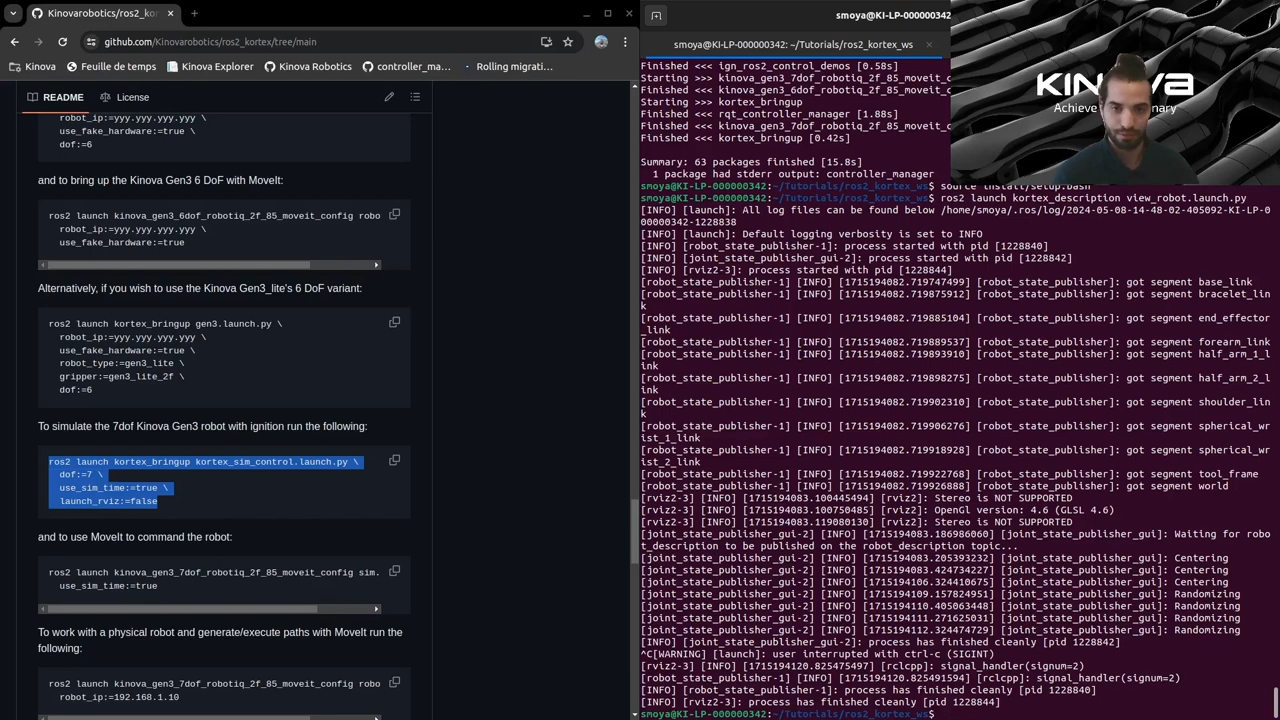 Kinovarobotics/ros2_kor
github.com/Kinovarobotics/ros2_kortex/tree/main
Kinova
Feuille de temps
Kinova Explorer
Kinova Robotics
controller_ma...
Rolling migrati...
README
License
robot_ip:=yyy.yyy.yyy.yyy \
use_fake_hardware:=true \
dof:=6
and to bring up the Kinova Gen3 6 DoF with MoveIt:
ros2 launch kinova_gen3_6dof_robotiq_2f_85_moveit_config robo
robot_ip:=yyy.yyy.yyy.yyy \
use_fake_hardware:=true
Alternatively, if you wish to use the Kinova Gen3_lite's 6 DoF variant:
ros2 launch kortex_bringup gen3.launch.py \
robot_ip:=yyy.yyy.yyy.yyy \
use_fake_hardware:=true \
robot_type:=gen3_lite \
gripper:=gen3_lite_2f \
dof:=6
To simulate the 7dof Kinova Gen3 robot with ignition run the following:
ros2 launch kortex_bringup kortex_sim_control.launch.py \
dof:=7 \
use_sim_time:=true \
launch_rviz:=false
and to use MoveIt to command the robot:
ros2 launch kinova_gen3_7dof_robotiq_2f_85_moveit_config sim.
use_sim_time:=true
To work with a physical robot and generate/execute paths with MoveIt run the
following:
ros2 launch kinova_gen3_7dof_robotiq_2f_85_moveit_config robo
robot_ip:=192.168.1.10
smoya@KI-LP-000000342
smoya@KI-LP-000000342: ~/Tutorials/ros2_kortex_ws
KINOVA
Finished <<< ign_ros2_control_demos [0.58s]
Starting >>> kinova_gen3_7dof_robotiq_2f_85_moveit_c
Finished <<< kinova_gen3_6dof_robotiq_2f_85_moveit_c
Starting >>> kortex_bringup
Finished <<< rqt_controller_manager [1.88s]
Finished <<< kinova_gen3_7dof_robotiq_2f_85_moveit_c
Finished <<< kortex_bringup [0.42s]
Summary: 63 packages finished [15.8s]
1 package had stderr output: controller_manager
smoya@KI-LP-000000342:~/Tutorials/ros2_kortex_ws$ source install/setup.bash
smoya@KI-LP-000000342:~/Tutorials/ros2_kortex_ws$ ros2 launch kortex_description view_robot.launch.py
[INFO] [launch]: All log files can be found below /home/smoya/.ros/log/2024-05-08-14-48-02-405092-KI-LP-0
00000342-1228838
[INFO] [launch]: Default logging verbosity is set to INFO
[INFO] [robot_state_publisher-1]: process started with pid [1228840]
[INFO] [joint_state_publisher_gui-2]: process started with pid [1228842]
[INFO] [rviz2-3]: process started with pid [1228844]
[robot_state_publisher-1] [INFO] [1715194082.719747499] [robot_state_publisher]: got segment base_link
[robot_state_publisher-1] [INFO] [1715194082.719875912] [robot_state_publisher]: got segment bracelet_lin
k
[robot_state_publisher-1] [INFO] [1715194082.719885104] [robot_state_publisher]: got segment end_effector
_link
[robot_state_publisher-1] [INFO] [1715194082.719889537] [robot_state_publisher]: got segment forearm_link
[robot_state_publisher-1] [INFO] [1715194082.719893910] [robot_state_publisher]: got segment half_arm_1_l
ink
[robot_state_publisher-1] [INFO] [1715194082.719898275] [robot_state_publisher]: got segment half_arm_2_l
ink
[robot_state_publisher-1] [INFO] [1715194082.719902310] [robot_state_publisher]: got segment shoulder_lin
k
[robot_state_publisher-1] [INFO] [1715194082.719906276] [robot_state_publisher]: got segment spherical_wr
ist_1_link
[robot_state_publisher-1] [INFO] [1715194082.719918928] [robot_state_publisher]: got segment spherical_wr
ist_2_link
[robot_state_publisher-1] [INFO] [1715194082.719922768] [robot_state_publisher]: got segment tool_frame
[robot_state_publisher-1] [INFO] [1715194082.719926888] [robot_state_publisher]: got segment world
[rviz2-3] [INFO] [1715194083.100445494] [rviz2]: Stereo is NOT SUPPORTED
[rviz2-3] [INFO] [1715194083.100750485] [rviz2]: OpenGl version: 4.6 (GLSL 4.6)
[rviz2-3] [INFO] [1715194083.119080130] [rviz2]: Stereo is NOT SUPPORTED
[joint_state_publisher_gui-2] [INFO] [1715194083.186986060] [joint_state_publisher_gui]: Waiting for robo
t_description to be published on the robot_description topic...
[joint_state_publisher_gui-2] [INFO] [1715194083.205393232] [joint_state_publisher_gui]: Centering
[joint_state_publisher_gui-2] [INFO] [1715194083.424734227] [joint_state_publisher_gui]: Centering
[joint_state_publisher_gui-2] [INFO] [1715194106.324410675] [joint_state_publisher_gui]: Centering
[joint_state_publisher_gui-2] [INFO] [1715194109.157824951] [joint_state_publisher_gui]: Randomizing
[joint_state_publisher_gui-2] [INFO] [1715194110.405063448] [joint_state_publisher_gui]: Randomizing
[joint_state_publisher_gui-2] [INFO] [1715194111.271625031] [joint_state_publisher_gui]: Randomizing
[joint_state_publisher_gui-2] [INFO] [1715194112.324474729] [joint_state_publisher_gui]: Randomizing
[INFO] [joint_state_publisher_gui-2]: process has finished cleanly [pid 1228842]
^C[WARNING] [launch]: user interrupted with ctrl-c (SIGINT)
[rviz2-3] [INFO] [1715194120.825475497] [rclcpp]: signal_handler(signum=2)
[robot_state_publisher-1] [INFO] [1715194120.825491594] [rclcpp]: signal_handler(signum=2)
[INFO] [robot_state_publisher-1]: process has finished cleanly [pid 1228840]
[INFO] [rviz2-3]: process has finished cleanly [pid 1228844]
smoya@KI-LP-000000342:~/Tutorials/ros2_kortex_ws$